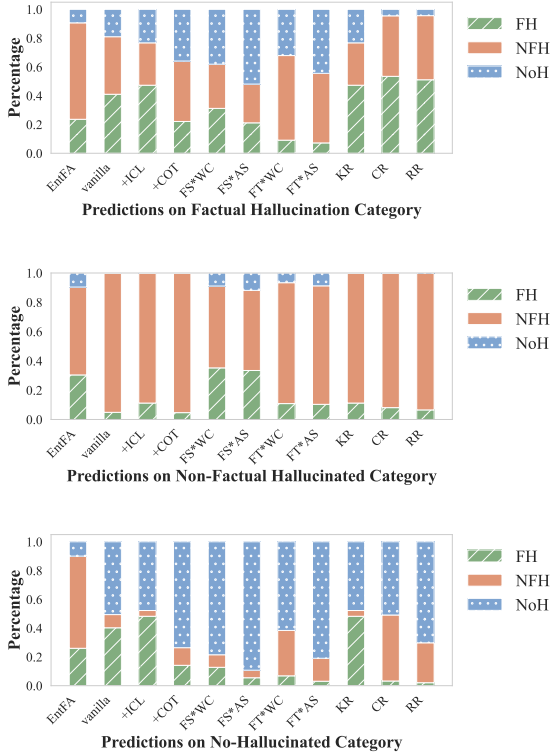 1.0
0.8
0.6
0.4
0.2
0.0
Percentage
EntFA
vanilla
+ICL
+COT
FS*WC
FS*AS
FT*WC
FT*AS
KR
CR
RR
Predictions on Factual Hallucination Category
FH
NFH
NoH
1.0
0.8
0.6
0.4
0.2
0.0
Percentage
EntFA
vanilla
+ICL
+COT
FS*WC
FS*AS
FT*WC
FT*AS
KR
CR
RR
Predictions on Non-Factual Hallucinated Category
FH
NFH
NoH
1.0
0.8
0.6
0.4
0.2
0.0
Percentage
EntFA
vanilla
+ICL
+COT
FS*WC
FS*AS
FT*WC
FT*AS
KR
CR
RR
Predictions on No-Hallucinated Category
FH
NFH
NoH